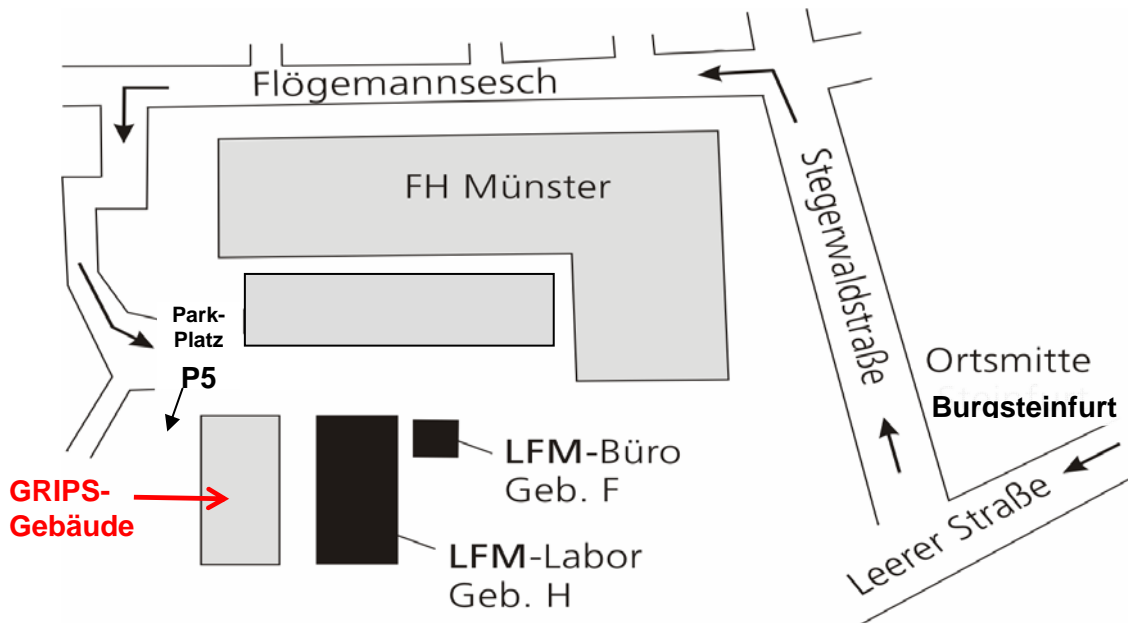 Flögemannsesch
FH Münster
Stegerwaldstraße
Park-
Platz
P5
Ortsmitte
Burgsteinfurt
LFM-Büro
Geb. F
GRIPS-
Gebäude
LFM-Labor
Geb. H
Leerer Straße